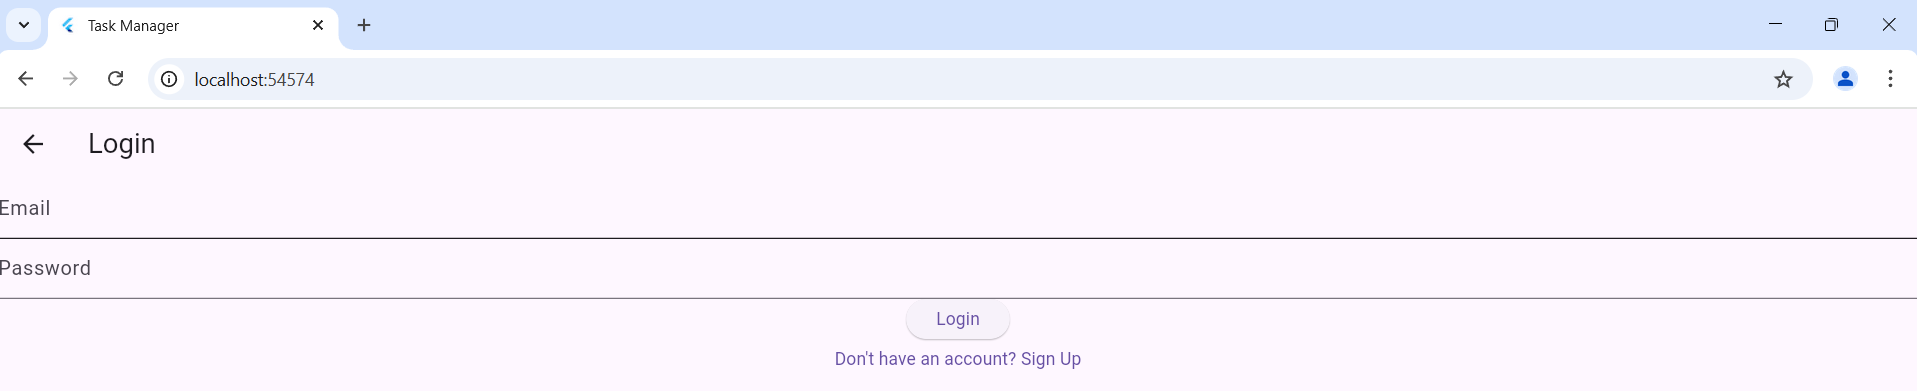 Task Manager
localhost:54574
Login
Email
Password
Login
Don't have an account? Sign Up